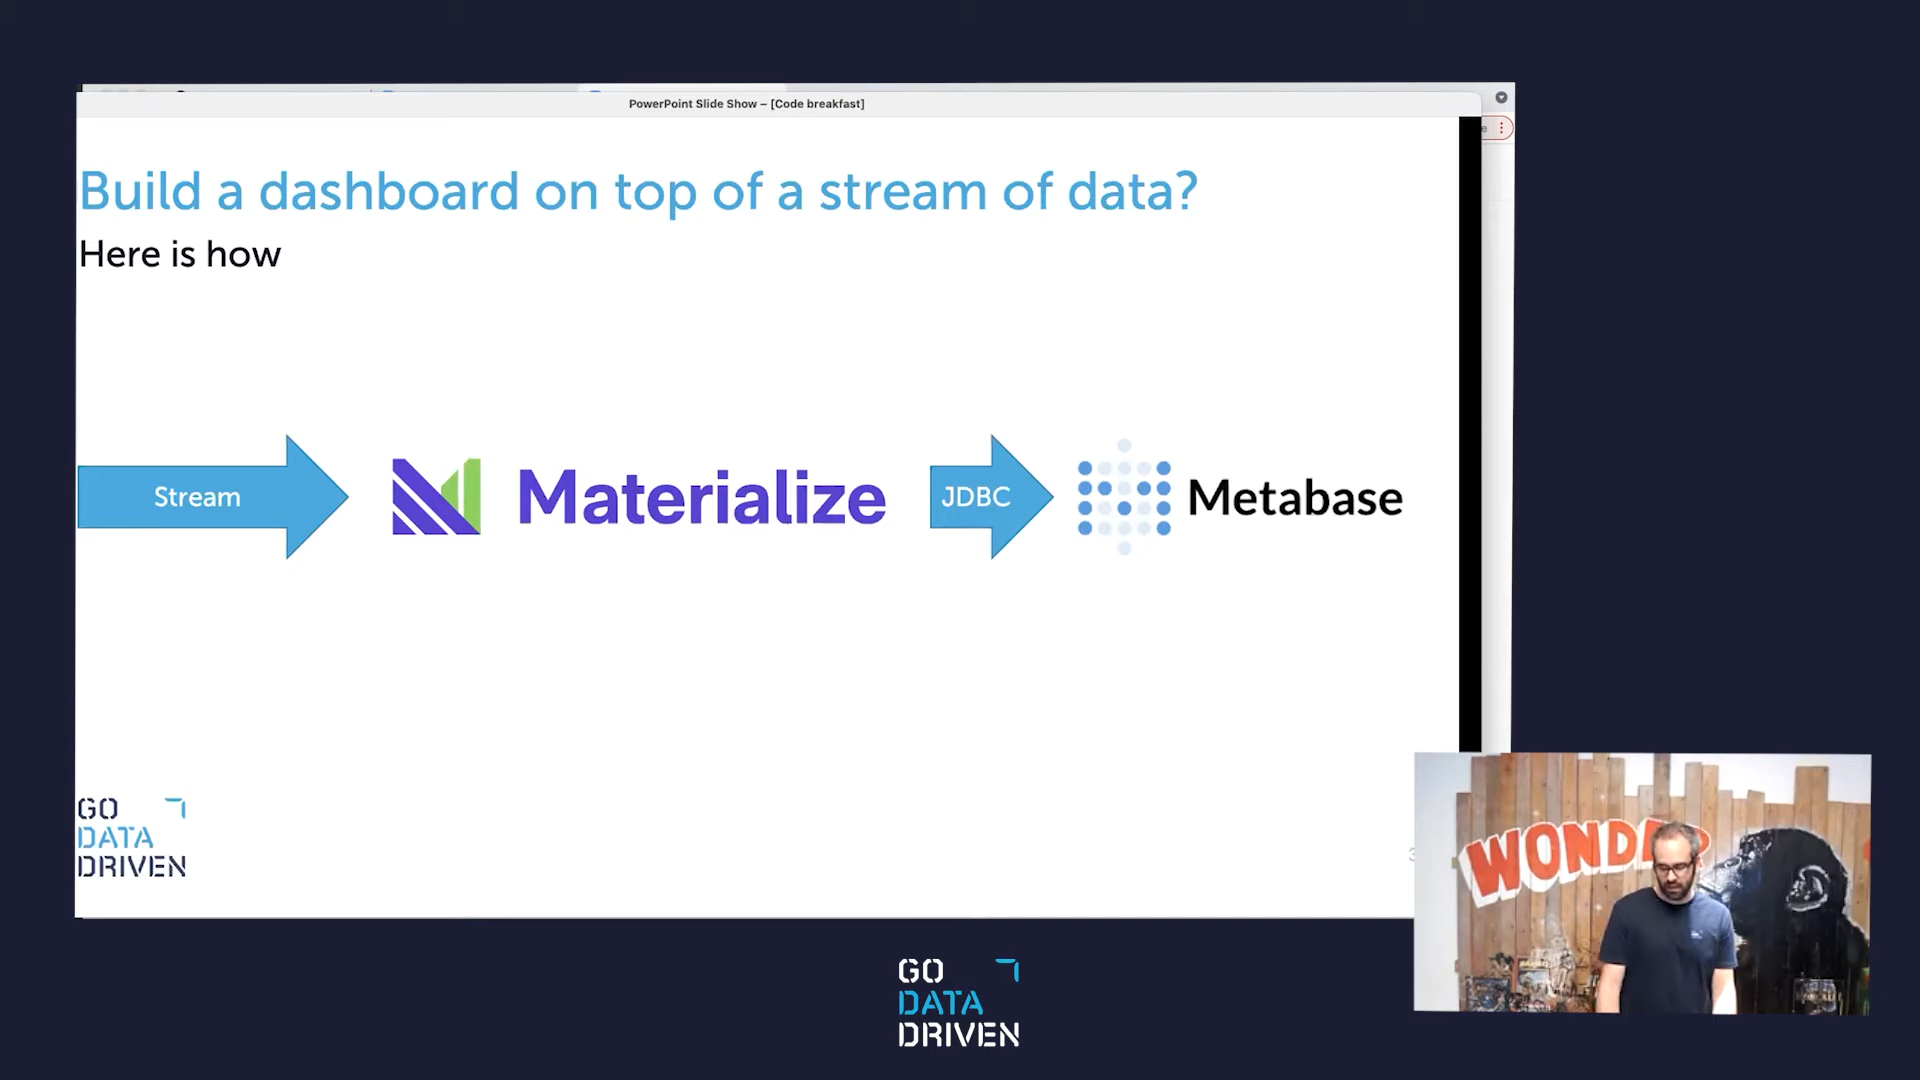 PowerPoint Slide Show – [Code breakfast]
Build a dashboard on top of a stream of data?
Here is how
Stream
Materialize
JDBC
Metabase
GO
DATA
DRIVEN
WONDER
GO
DATA
DRIVEN